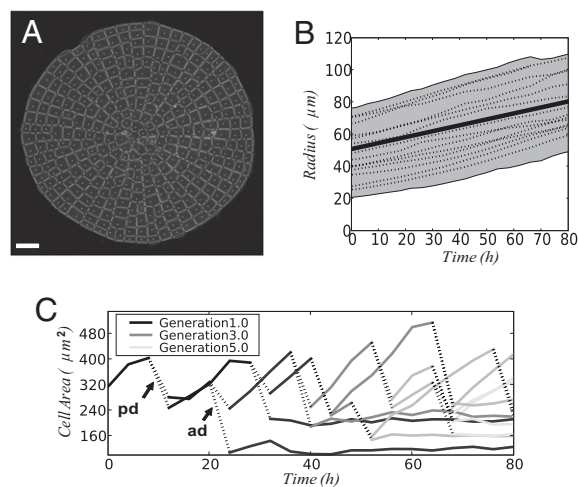 A
B
120
100
80
60
40
20
0
Radius ( μm)
0 10 20 30 40 50 60 70 80
Time (h)
C
480
400
320
240
160
Cell Area ( μm²)
Generation1.0
Generation3.0
Generation5.0
pd
ad
0 20 40 60 80
Time (h)